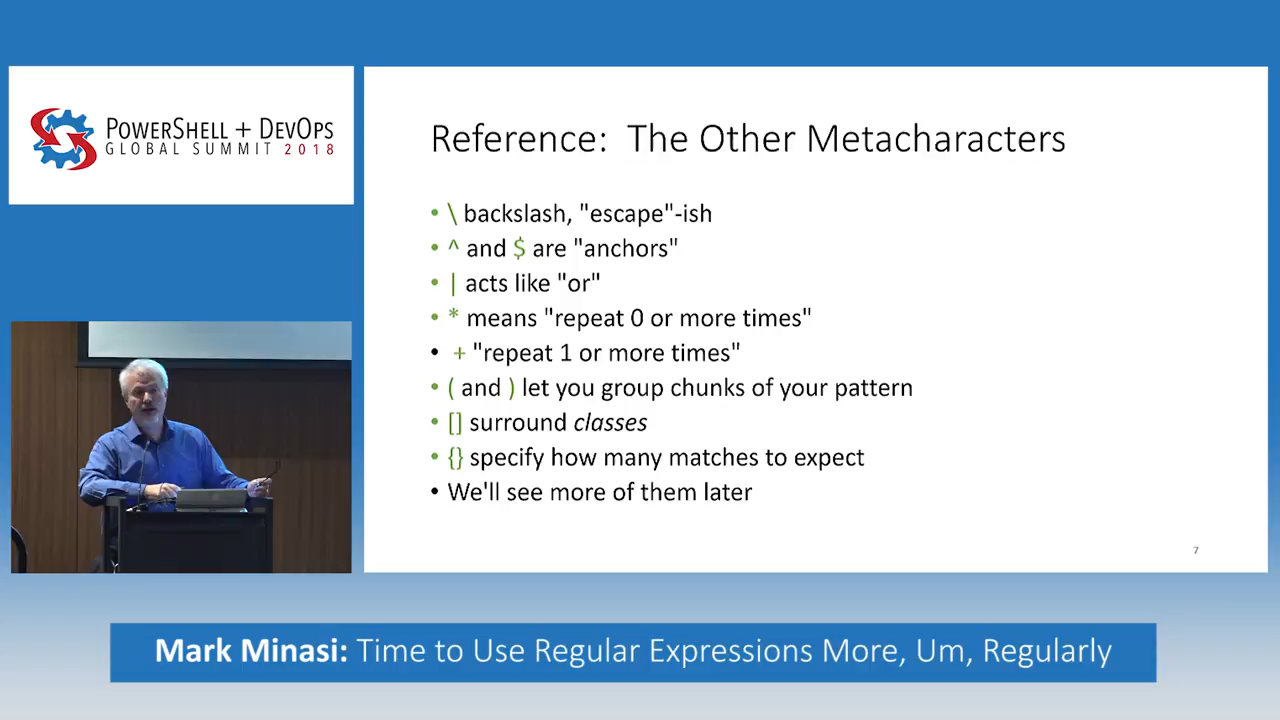 POWERSHELL + DEVOPS
GLOBAL SUMMIT 2018
Reference: The Other Metacharacters
• \ backslash, "escape"-ish
• ^ and $ are "anchors"
• | acts like "or"
• * means "repeat 0 or more times"
• + "repeat 1 or more times"
• ( and ) let you group chunks of your pattern
• [] surround classes
• {} specify how many matches to expect
• We'll see more of them later
7
Mark Minasi: Time to Use Regular Expressions More, Um, Regularly